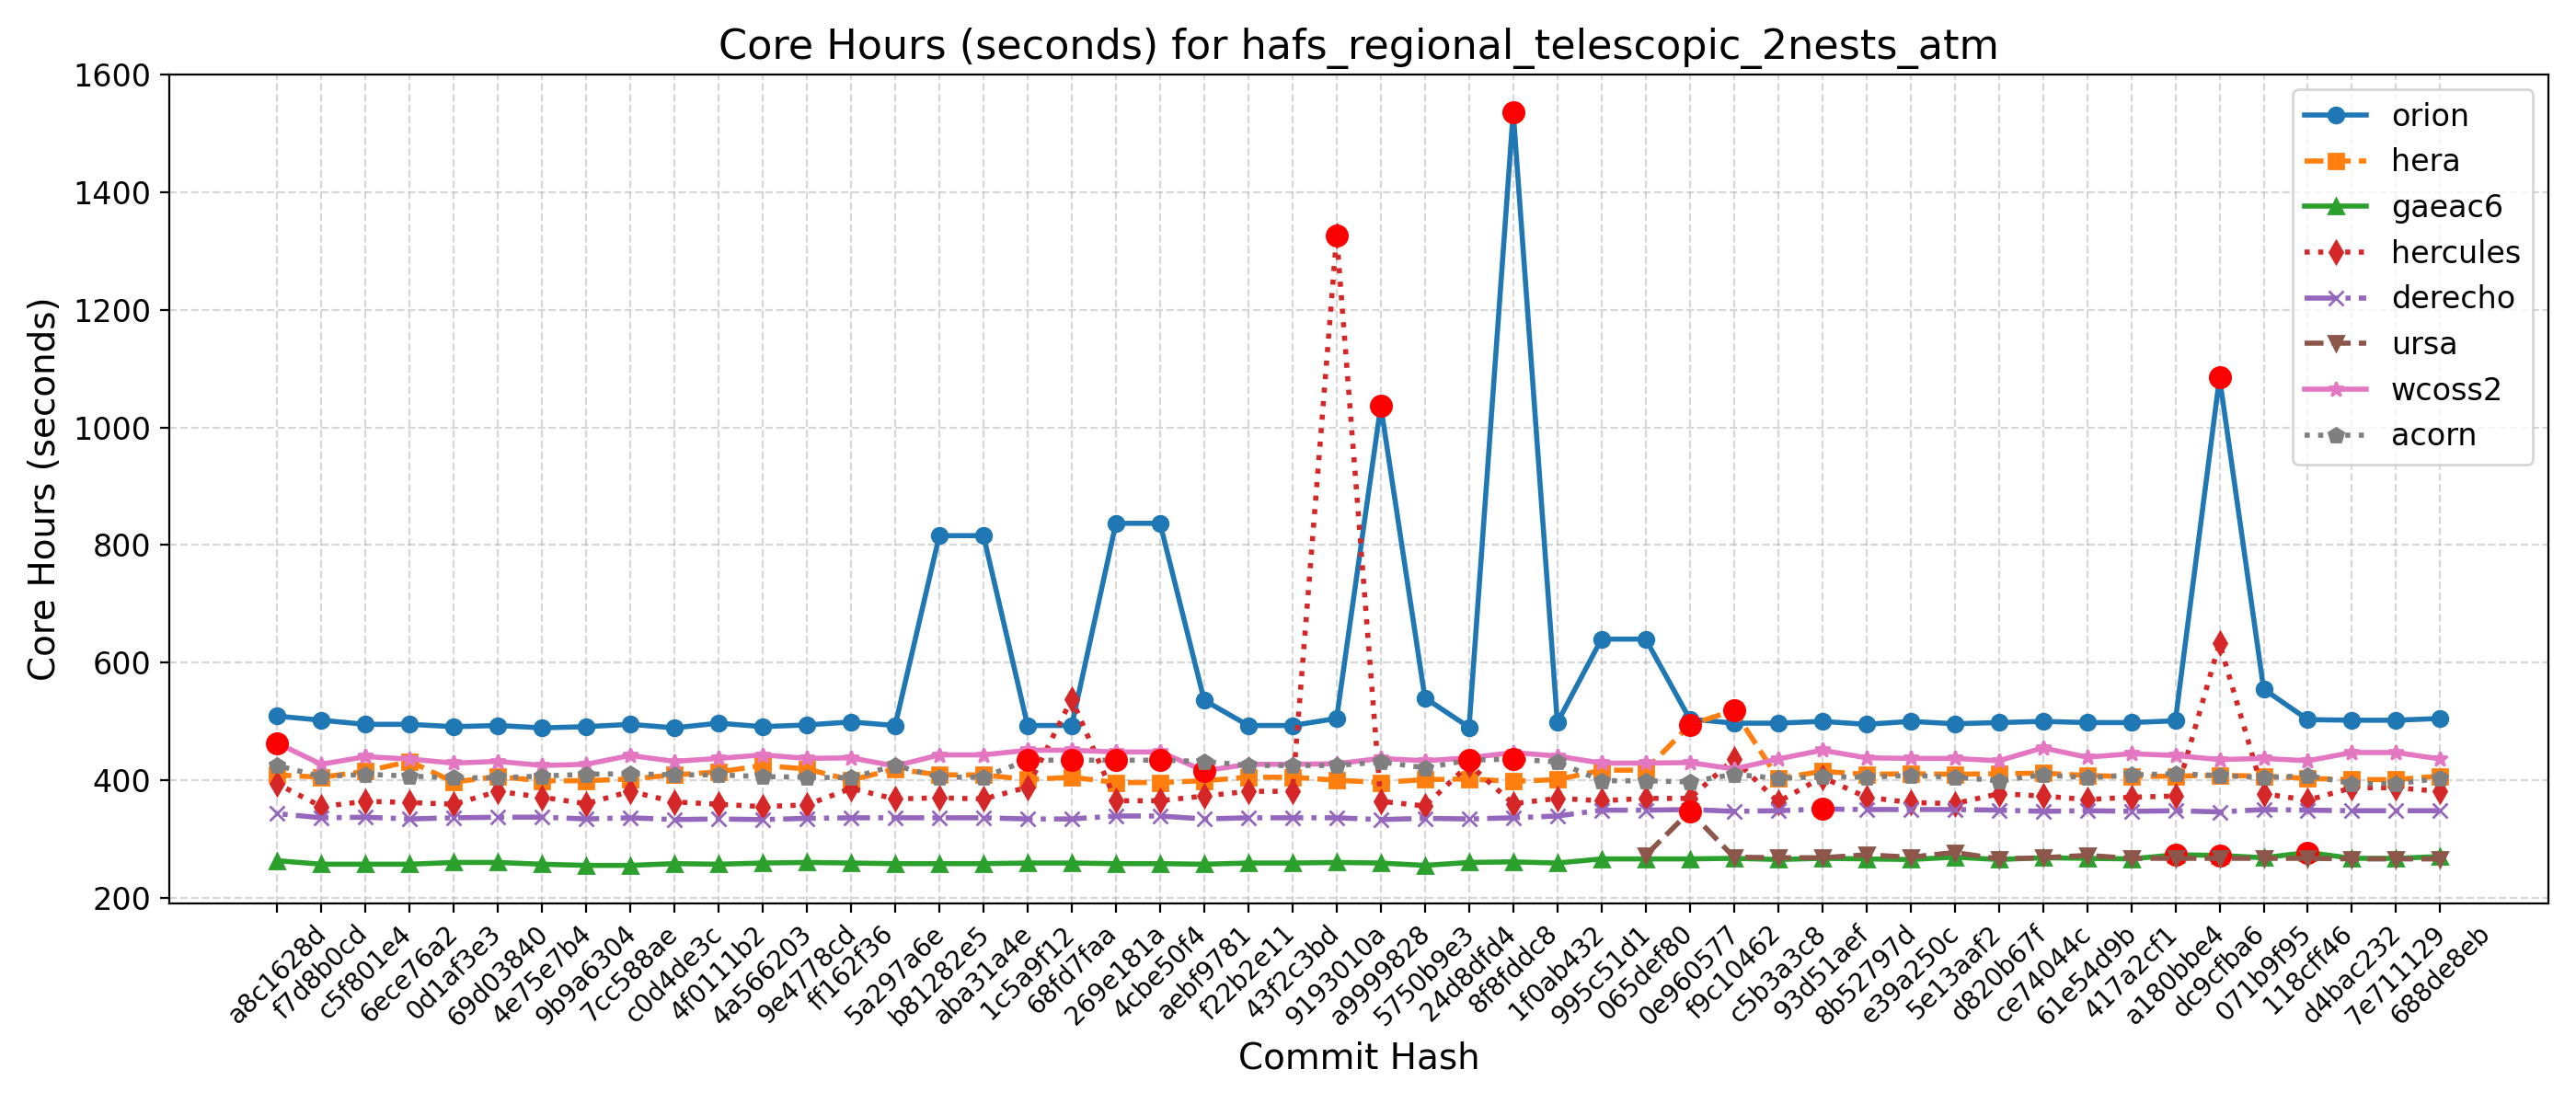 Core Hours (seconds) for hafs_regional_telescopic_2nests_atm
Core Hours (seconds)
1600
1400
1200
1000
800
600
400
200
orion
hera
gaeac6
hercules
derecho
ursa
wcoss2
acorn
a8c1628d
f7d8b0cd
c5f801e4
6ece76a2
0d1af3e3
69d03840
4e75e7b4
9b9a6304
7cc588ae
c0d4de3c
4f0111b2
4a566203
9e4778cd
ff162f36
5a297a6e
b81282e5
aba31a4e
1c5a9f12
68fd7faa
269e181a
4cbe50f4
aebf9781
f22b2e11
43f2c3bd
9193010a
a9999828
5750b9e3
24d8dfd4
8f8fddc8
1f0ab432
995c51d1
065def80
0e960577
f9c10462
c5b3a3c8
93d51aef
8b52797d
e39a250c
5e13aaf2
d820b67f
ce74044c
61e54d9b
417a2cf1
a180bbe4
dc9cfba6
071b9f95
118cff46
d4bac232
7e711129
688de8eb
Commit Hash